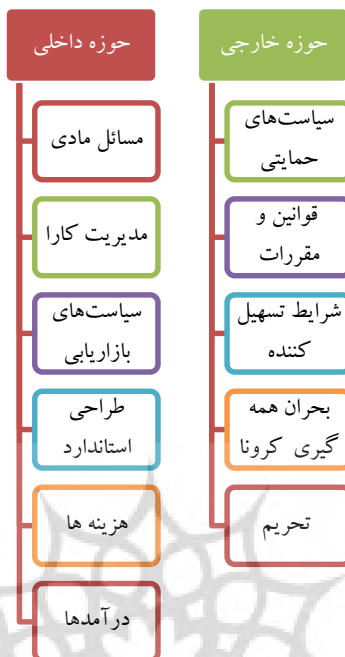 حوزه خارجی
سیاست‌های
حمایتی
قوانین و
مقررات
شرایط تسهیل
کننده
بحران همه
گیری کرونا
تحریم
حوزه داخلی
مسائل مادی
مدیریت کارا
سیاست‌های
بازاریابی
طراحی
استاندارد
هزینه ها
درآمدها